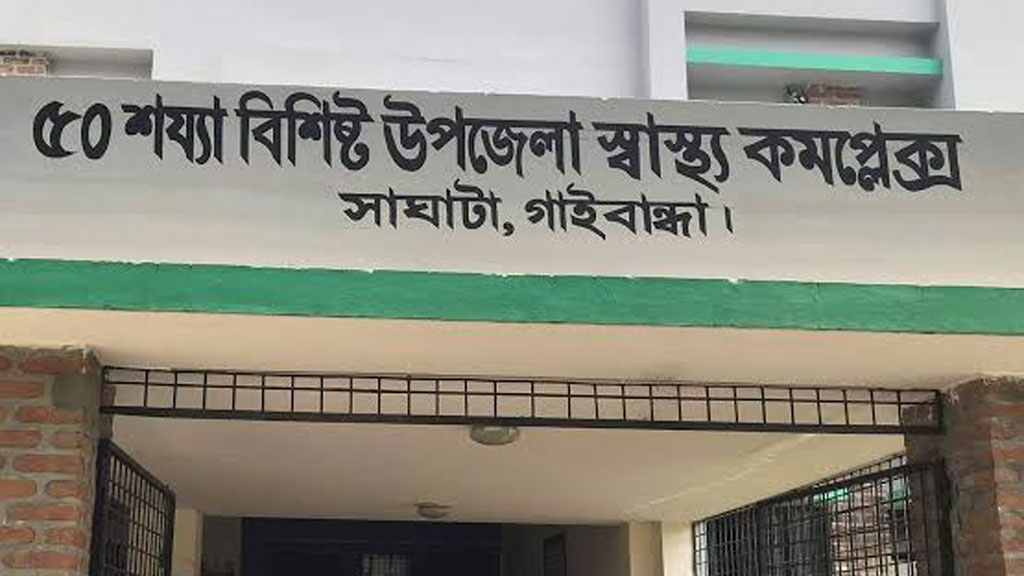 ৫০ শয্যা বিশিষ্ট উপজেলা স্বাস্থ্য কমপ্লেক্স
সাঘাটা, গাইবান্ধা।